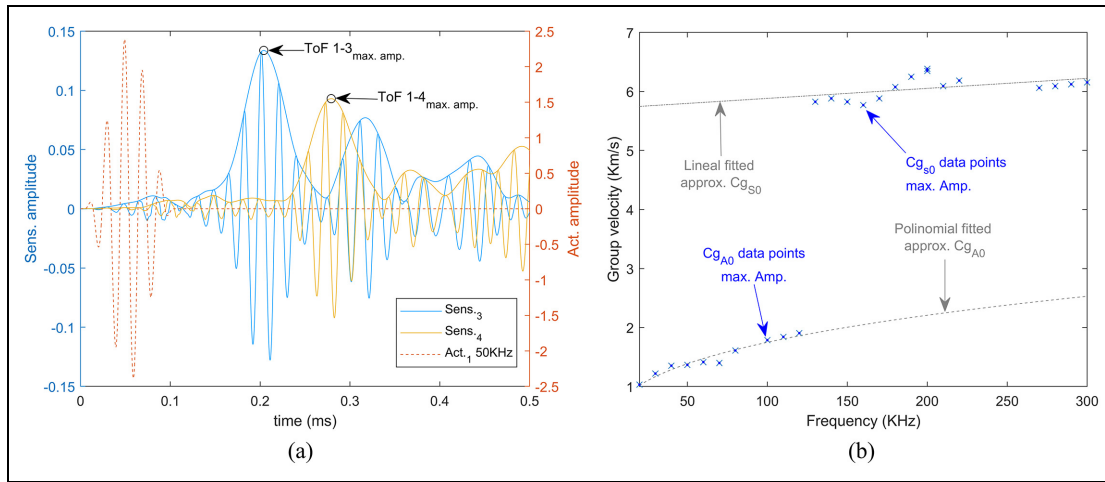 ToF 1-3max. amp.
ToF 1-4max. amp.
Sens. amplitude
0.15
0.1
0.05
0
-0.05
-0.1
-0.15
Act. amplitude
2.5
2
1.5
1
0.5
0
-0.5
-1
-1.5
-2
-2.5
Sens.3
Sens.4
Act.1 50KHz
0 0.1 0.2 0.3 0.4 0.5
time (ms)
(a)
Group velocity (Km/s)
7
6
5
4
3
2
1
Lineal fitted
approx. CgS0
Cgs0 data points
max. Amp.
Polinomial fitted
approx. CgA0
CgA0 data points
max. Amp.
50 100 150 200 250 300
Frequency (KHz)
(b)